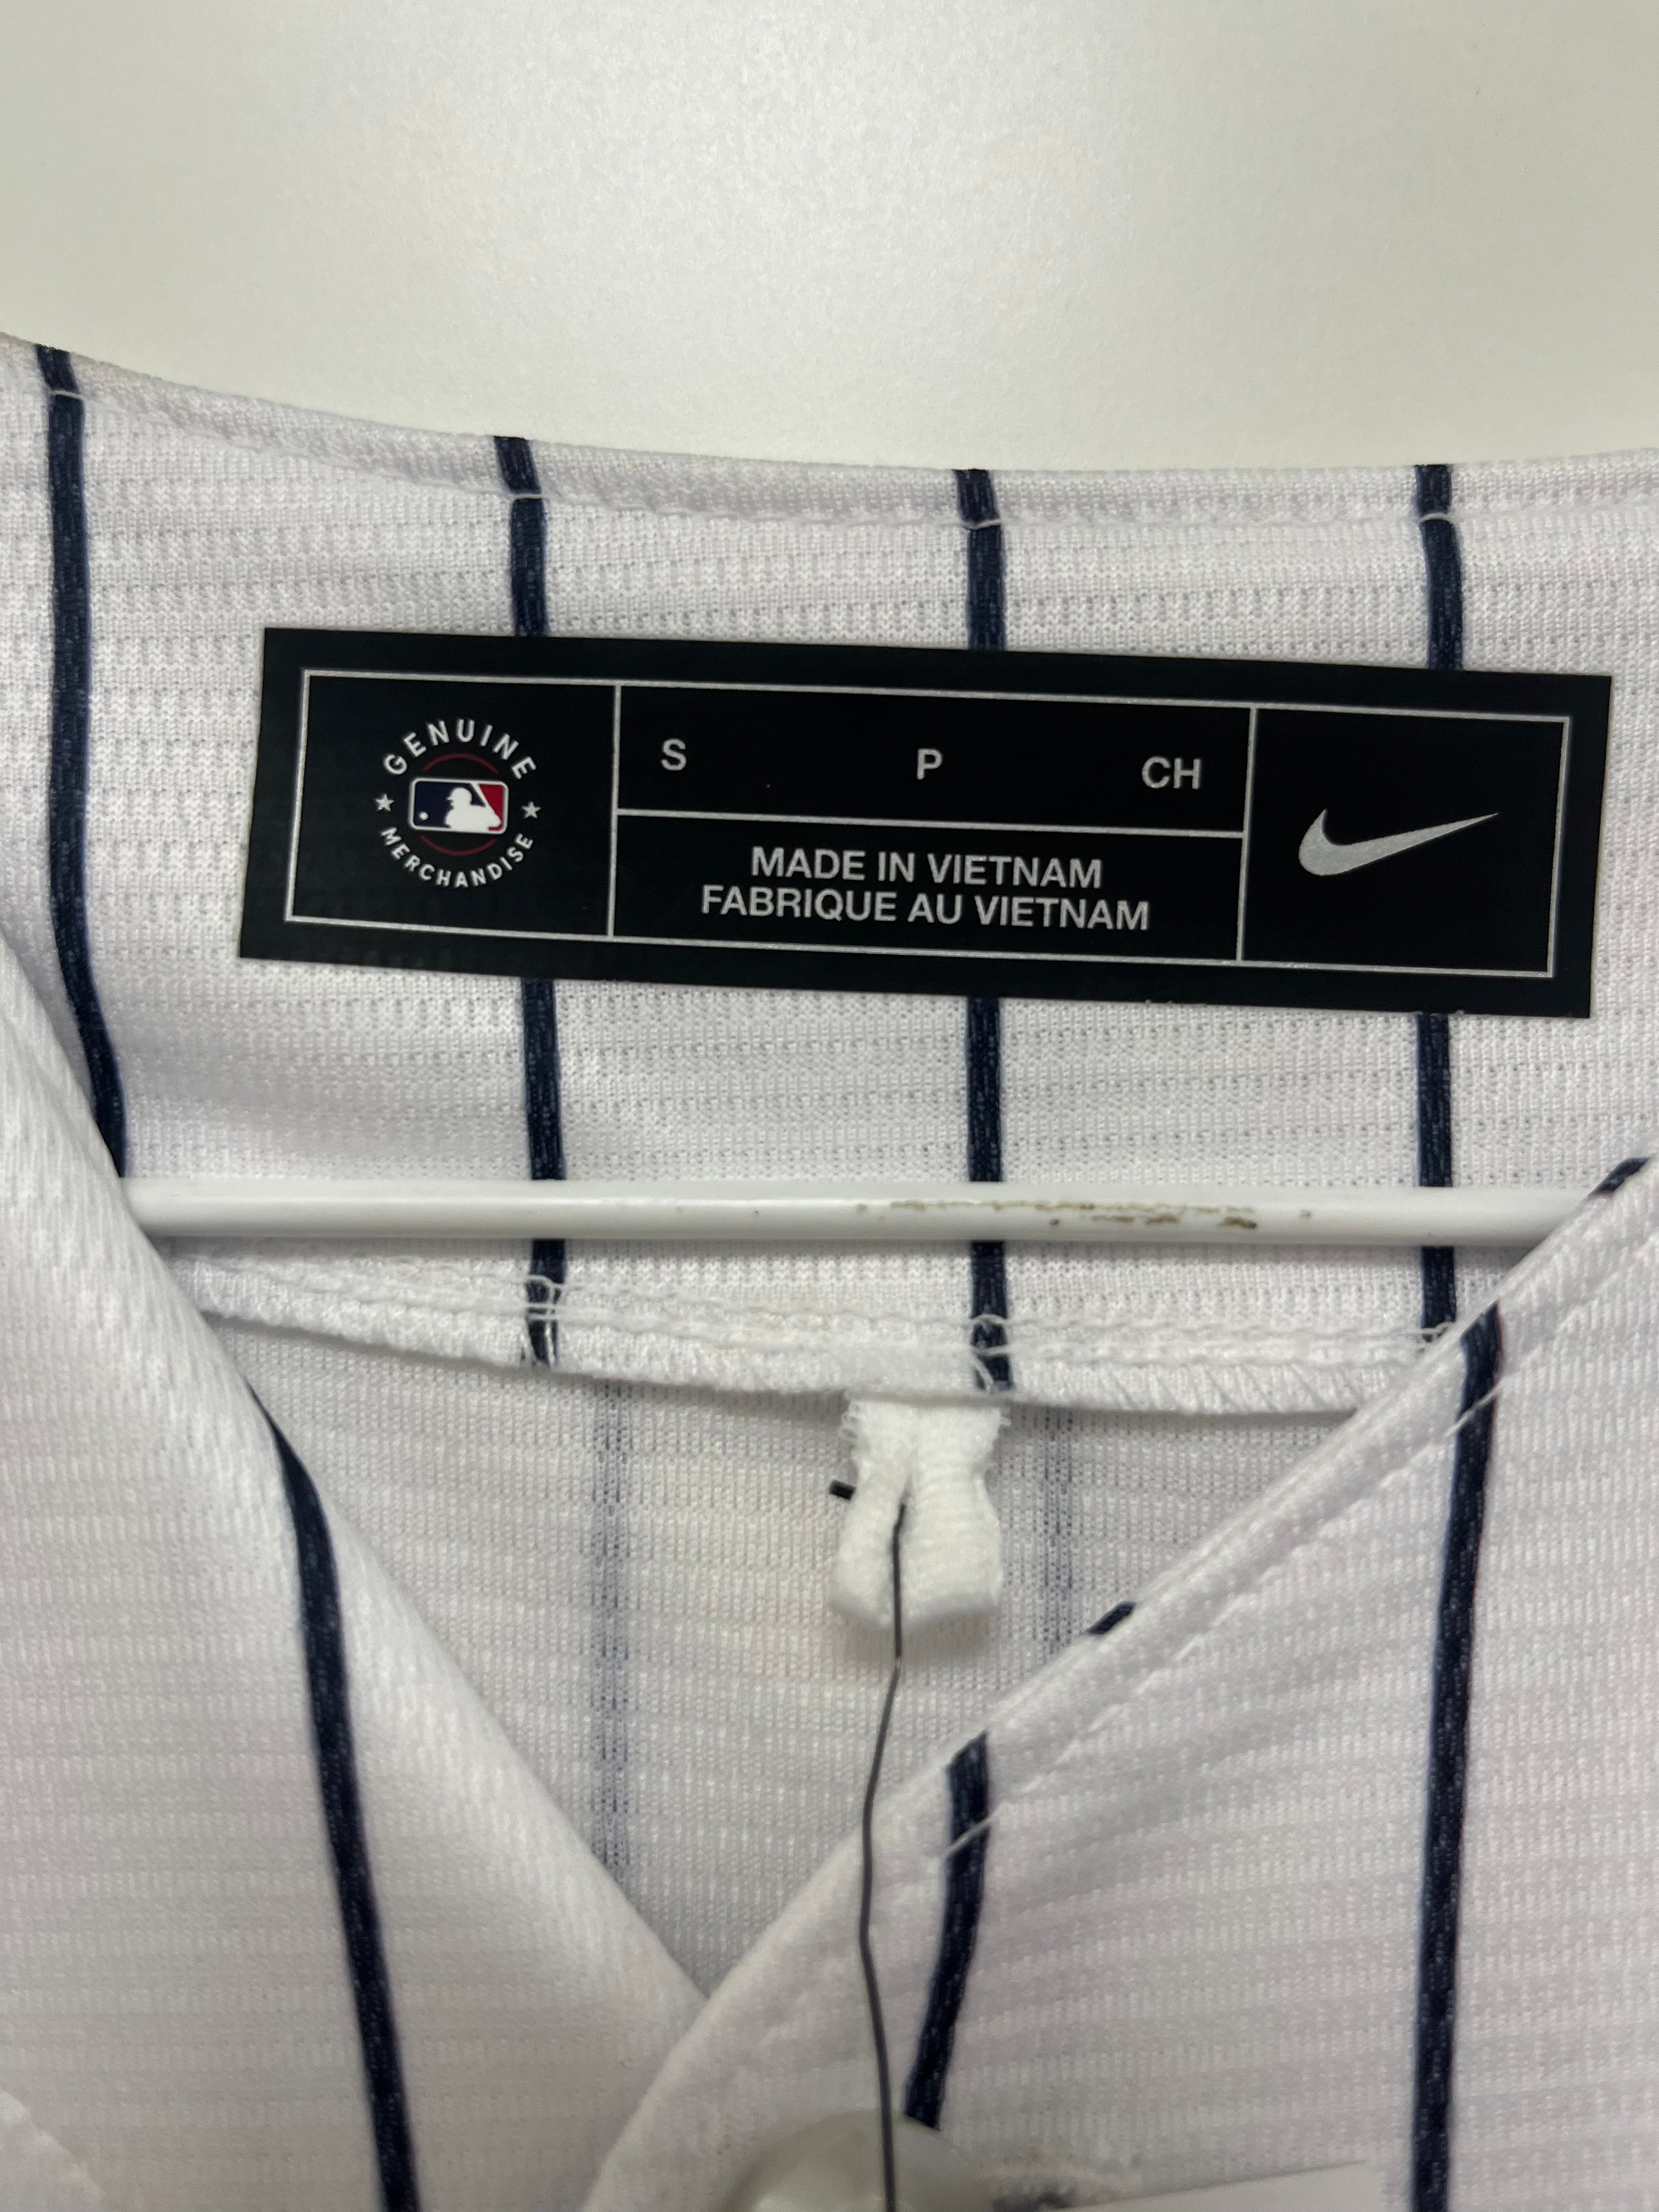 GENUINE
MERCHANDISE
S P CH
MADE IN VIETNAM
FABRIQUE AU VIETNAM